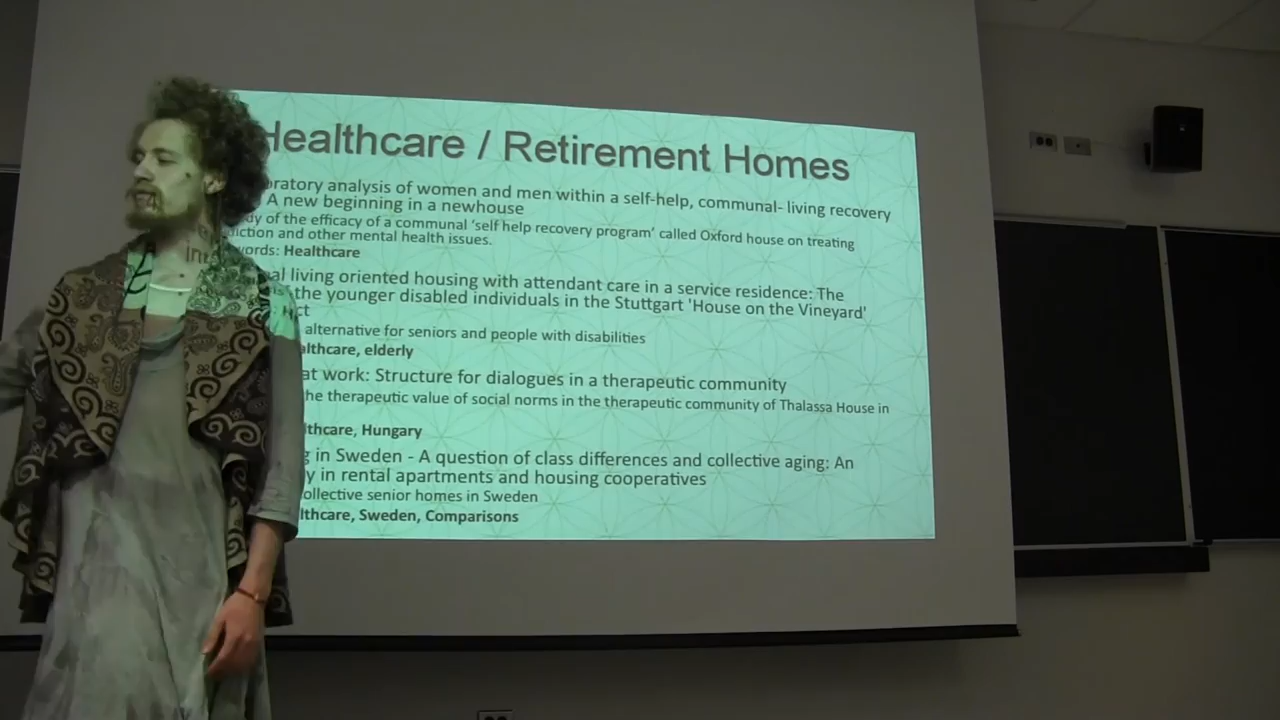 Healthcare / Retirement Homes
oratory analysis of women and men within a self-help, communal- living recovery
A new beginning in a newhouse
dy of the efficacy of a communal 'self help recovery program' called Oxford house on treating
diction and other mental health issues.
words: Healthcare
al living oriented housing with attendant care in a service residence: The
the younger disabled individuals in the Stuttgart 'House on the Vineyard'
ct
alternative for seniors and people with disabilities
althcare, elderly
at work: Structure for dialogues in a therapeutic community
he therapeutic value of social norms in the therapeutic community of Thalassa House in
lthcare, Hungary
g in Sweden - A question of class differences and collective aging: An
y in rental apartments and housing cooperatives
ollective senior homes in Sweden
lthcare, Sweden, Comparisons